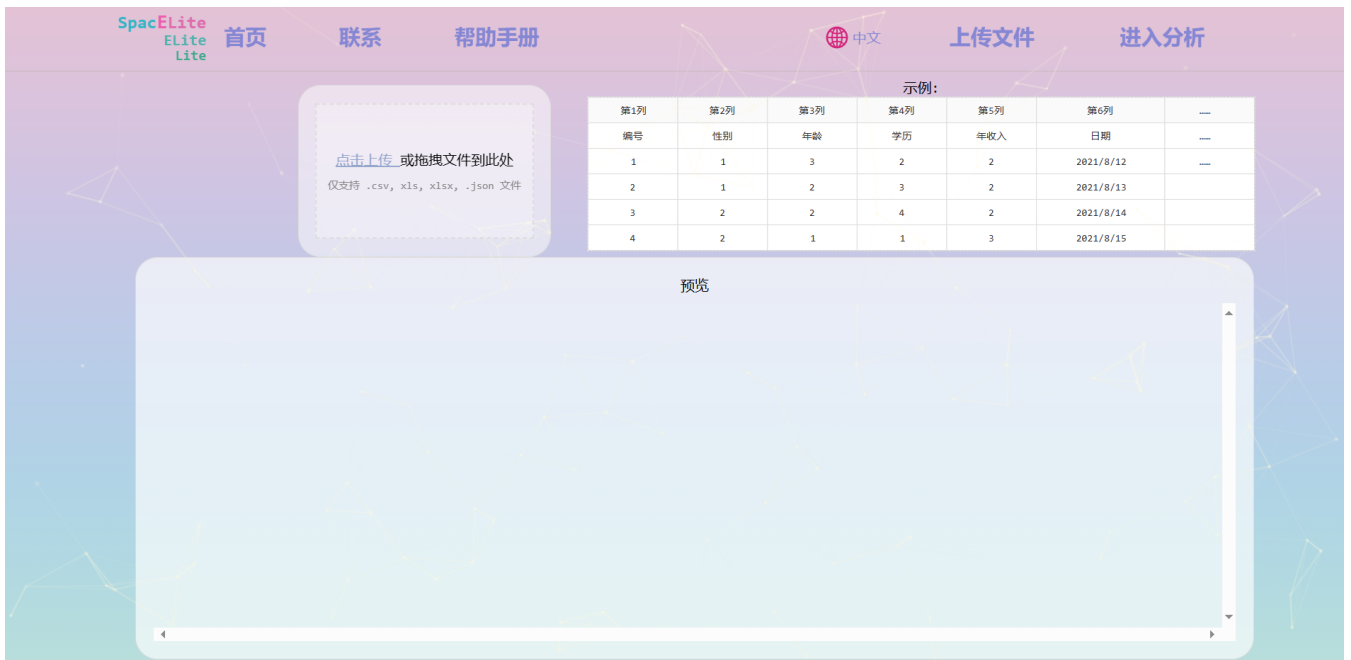 SpacELite
ELite
Lite
首页 联系 帮助手册 中文 上传文件 进入分析
点击上传 或拖拽文件到此处
仅支持 .csv, xls, xlsx, .json 文件
示例：
第1列 第2列 第3列 第4列 第5列 第6列 ……
编号 性别 年龄 学历 年收入 日期 ……
1 1 3 2 2 2021/8/12 ……
2 1 2 3 2 2021/8/13
3 2 2 4 2 2021/8/14
4 2 1 1 3 2021/8/15
预览